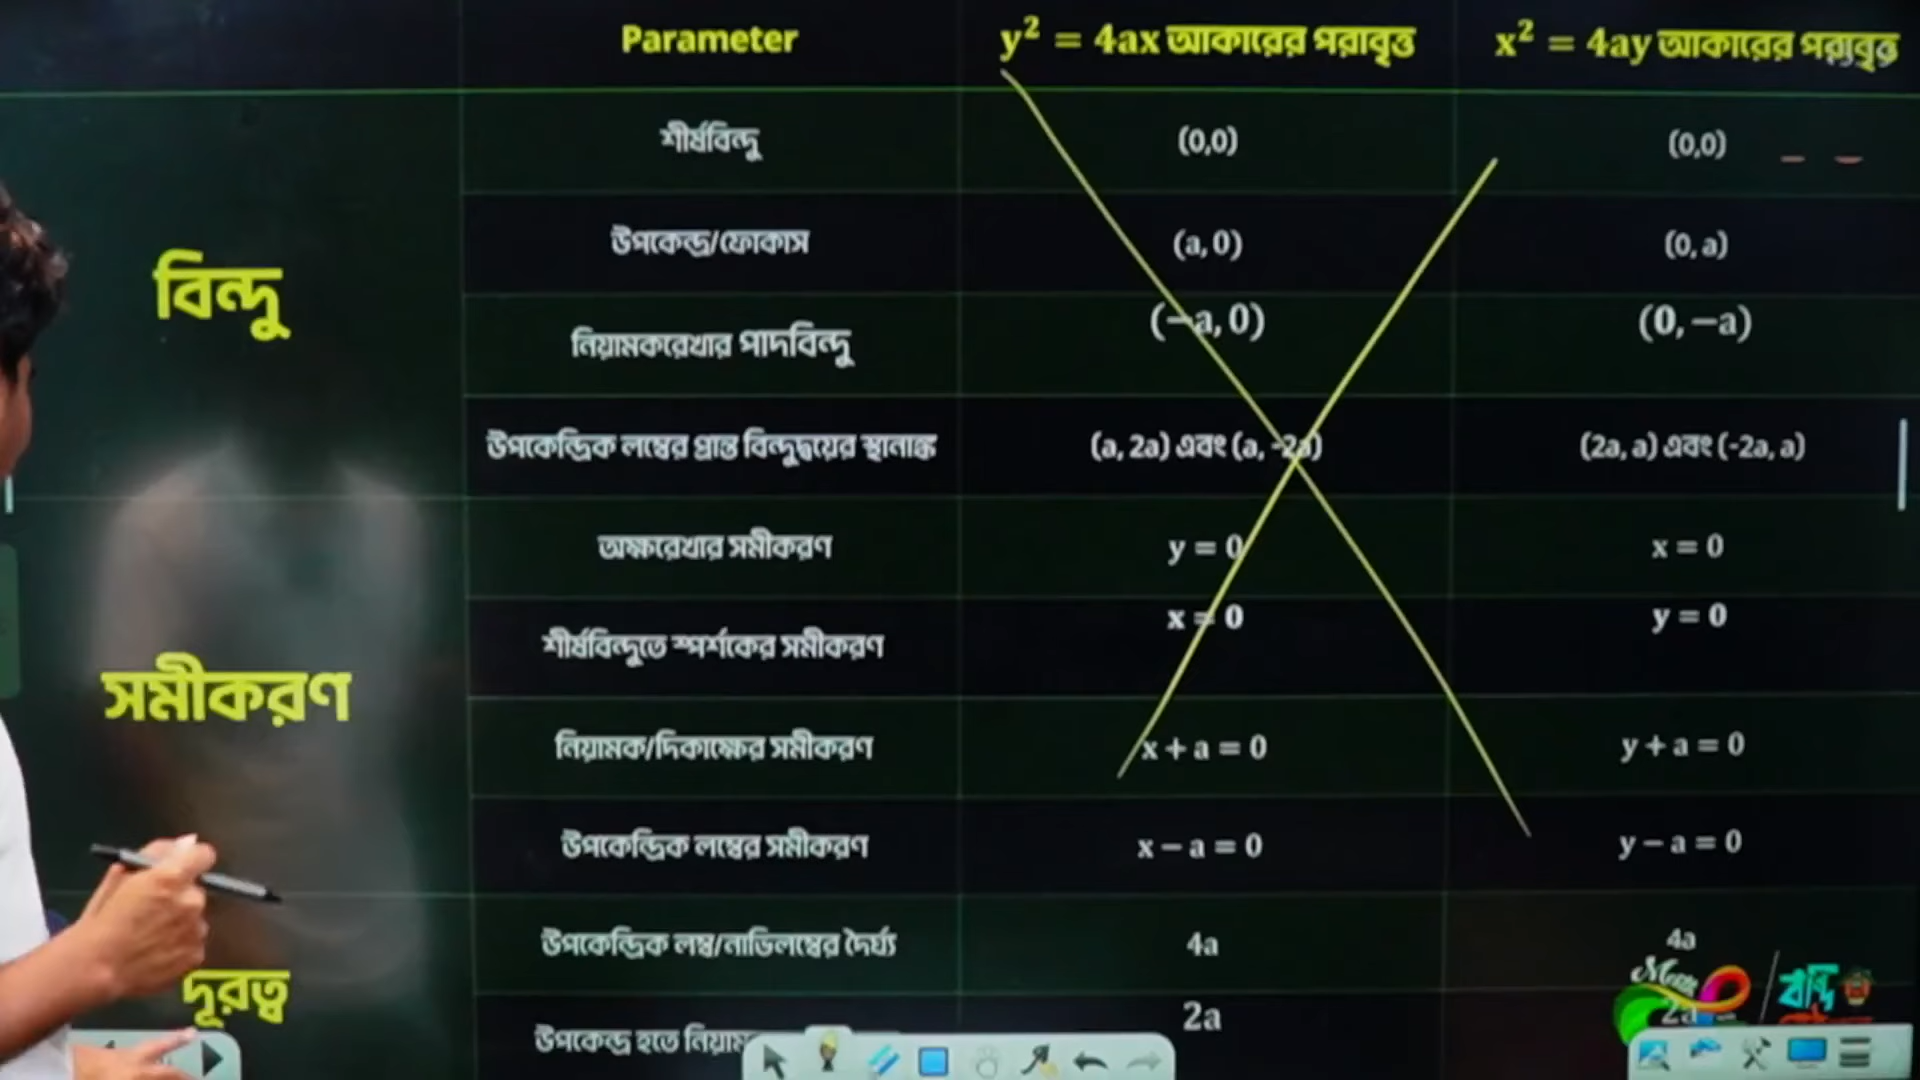 Parameter
y² = 4ax আকারের পরাবৃত্ত
x² = 4ay আকারের পরাবৃত্ত
বিন্দু
শীর্ষবিন্দু
(0,0)
(0,0)
উপকেন্দ্র/ফোকাস
(a, 0)
(0, a)
নিয়ামকরেখার পাদবিন্দু
(−a, 0)
(0, −a)
উপকেন্দ্রিক লম্বের প্রান্ত বিন্দুদ্বয়ের স্থানাঙ্ক
(a, 2a) এবং (a, -2a)
(2a, a) এবং (-2a, a)
সমীকরণ
অক্ষরেখার সমীকরণ
y = 0
x = 0
শীর্ষবিন্দুতে স্পর্শকের সমীকরণ
x = 0
y = 0
নিয়ামক/দিকাক্ষের সমীকরণ
x + a = 0
y + a = 0
উপকেন্দ্রিক লম্বের সমীকরণ
x − a = 0
y − a = 0
দূরত্ব
উপকেন্দ্রিক লম্ব/নাভিলম্বের দৈর্ঘ্য
4a
4a
উপকেন্দ্র হতে
2a
2a